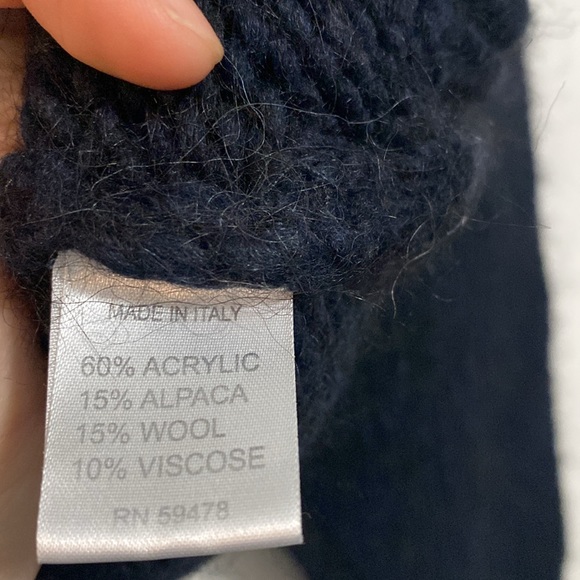 MADE IN ITALY
60% ACRYLIC
15% ALPACA
15% WOOL
10% VISCOSE
RN 59478